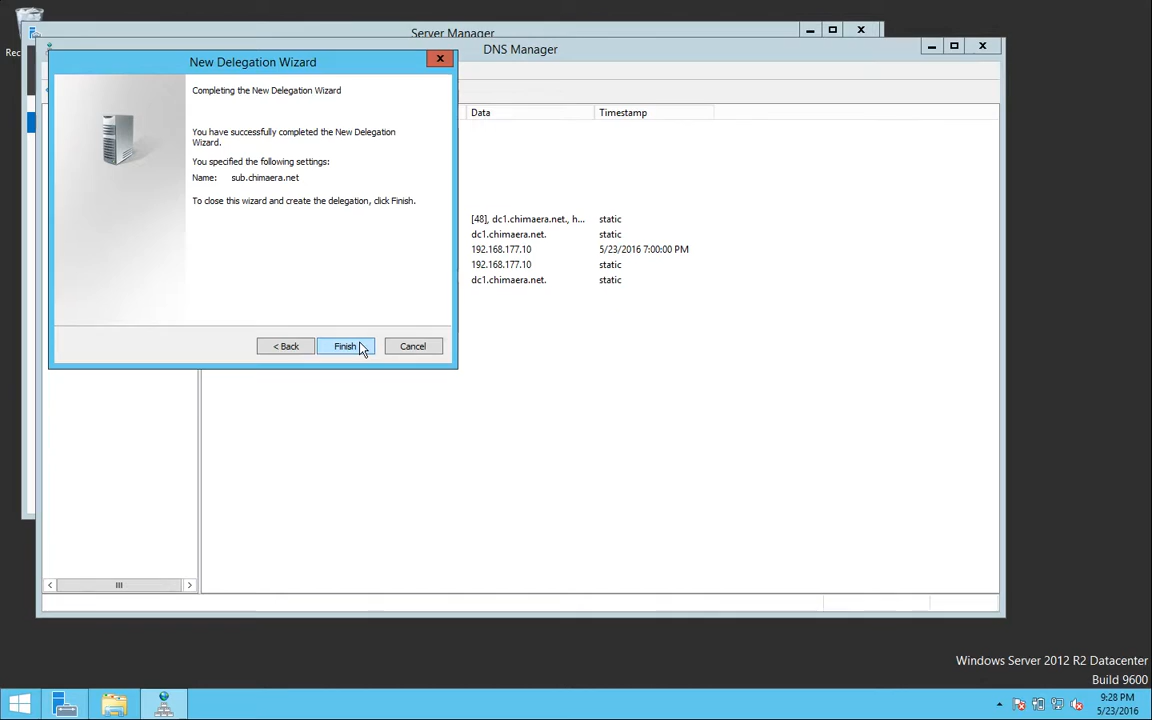 Rec
Server Manager
DNS Manager
New Delegation Wizard
Data
Timestamp
Completing the New Delegation Wizard
You have successfully completed the New Delegation
Wizard.
You specified the following settings:
Name: sub.chimaera.net
To close this wizard and create the delegation, click Finish.
[48], dc1.chimaera.net., h... static
dc1.chimaera.net. static
192.168.177.10 5/23/2016 7:00:00 PM
192.168.177.10 static
dc1.chimaera.net. static
< Back
Finish
Cancel
Windows Server 2012 R2 Datacenter
Build 9600
9:28 PM
5/23/2016